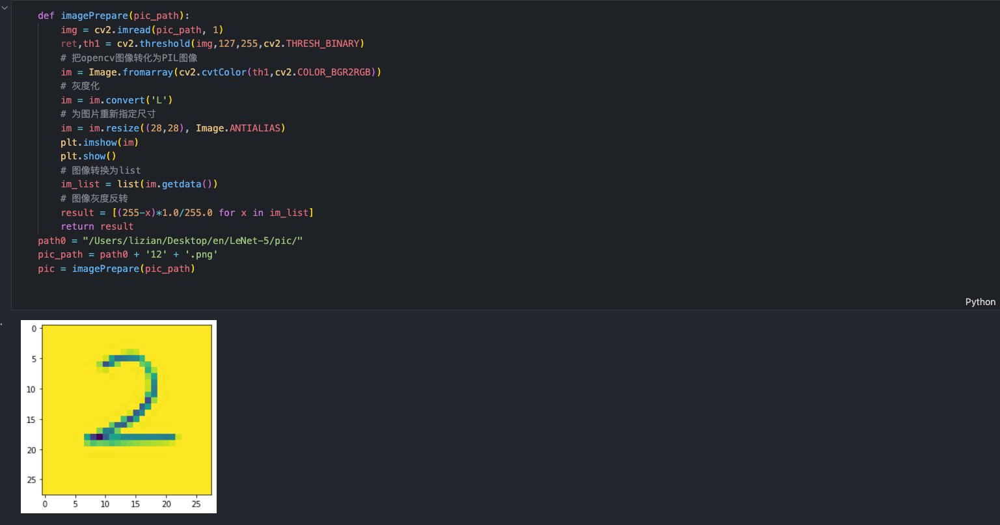 def imagePrepare(pic_path):
    img = cv2.imread(pic_path, 1)
    ret,th1 = cv2.threshold(img,127,255,cv2.THRESH_BINARY)
    # 把opencv图像转化为PIL图像
    im = Image.fromarray(cv2.cvtColor(th1,cv2.COLOR_BGR2RGB))
    # 灰度化
    im = im.convert('L')
    # 为图片重新指定尺寸
    im = im.resize((28,28), Image.ANTIALIAS)
    plt.imshow(im)
    plt.show()
    # 图像转换为list
    im_list = list(im.getdata())
    # 图像灰度反转
    result = [(255-x)*1.0/255.0 for x in im_list]
    return result
path0 = "/Users/lizian/Desktop/en/LeNet-5/pic/"
pic_path = path0 + '12' + '.png'
pic = imagePrepare(pic_path)
Python
0
5
10
15
20
25
2
0 5 10 15 20 25